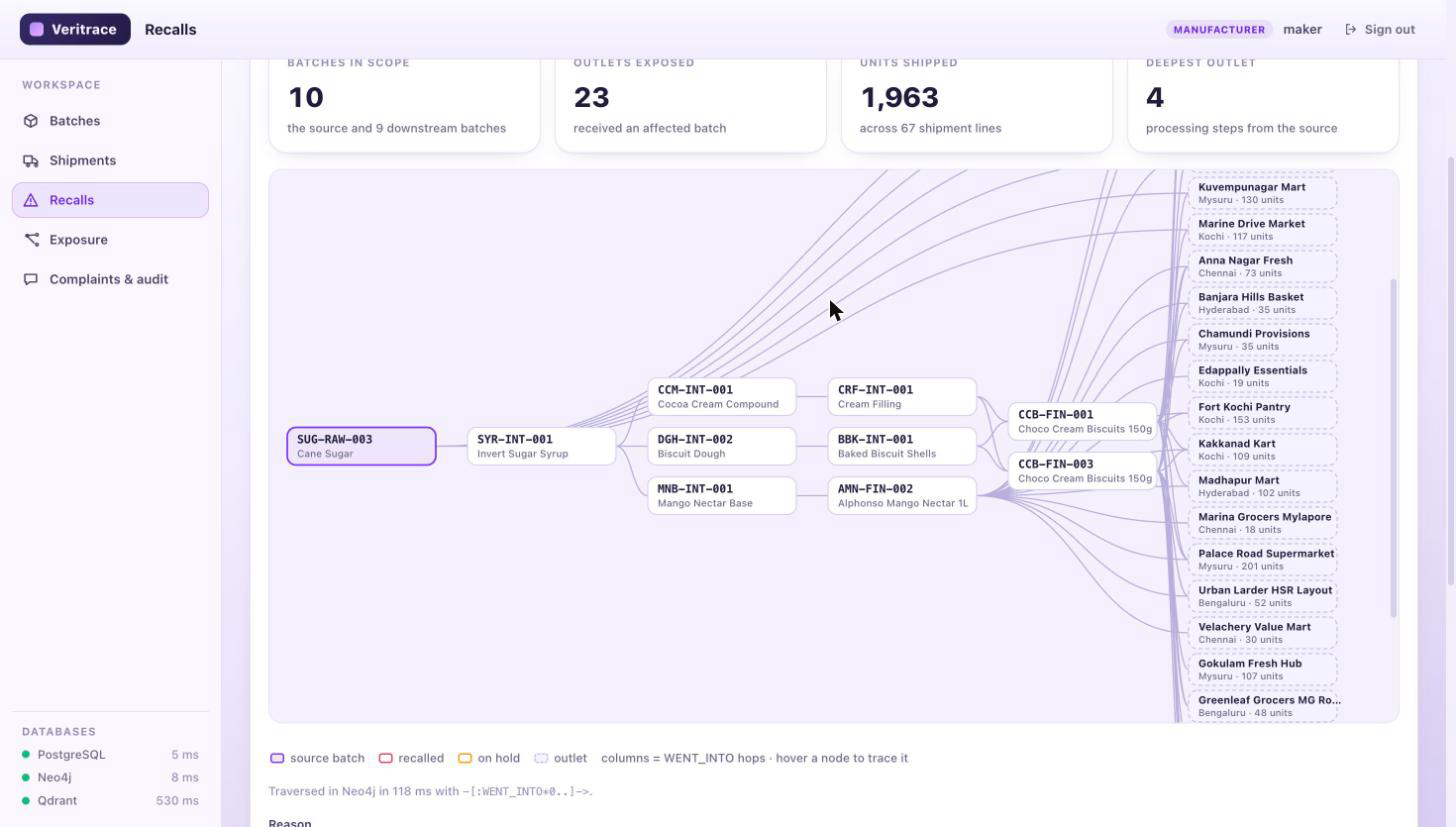 Veritrace
Recalls
MANUFACTURER
maker
Sign out
WORKSPACE
Batches
Shipments
Recalls
Exposure
Complaints & audit
DATABASES
PostgreSQL 5 ms
Neo4j 8 ms
Qdrant 530 ms
BATCHES IN SCOPE
10
the source and 9 downstream batches
OUTLETS EXPOSED
23
received an affected batch
UNITS SHIPPED
1,963
across 67 shipment lines
DEEPEST OUTLET
4
processing steps from the source
SUG-RAW-003
Cane Sugar
SYR-INT-001
Invert Sugar Syrup
CCM-INT-001
Cocoa Cream Compound
DGH-INT-002
Biscuit Dough
MNB-INT-001
Mango Nectar Base
CRF-INT-001
Cream Filling
BBK-INT-001
Baked Biscuit Shells
AMN-FIN-002
Alphonso Mango Nectar 1L
CCB-FIN-001
Choco Cream Biscuits 150g
CCB-FIN-003
Choco Cream Biscuits 150g
Kuvempunagar Mart
Mysuru · 130 units
Marine Drive Market
Kochi · 117 units
Anna Nagar Fresh
Chennai · 73 units
Banjara Hills Basket
Hyderabad · 35 units
Chamundi Provisions
Mysuru · 35 units
Edappally Essentials
Kochi · 19 units
Fort Kochi Pantry
Kochi · 153 units
Kakkanad Kart
Kochi · 109 units
Madhapur Mart
Hyderabad · 102 units
Marina Grocers Mylapore
Chennai · 18 units
Palace Road Supermarket
Mysuru · 201 units
Urban Larder HSR Layout
Bengaluru · 52 units
Velachery Value Mart
Chennai · 30 units
Gokulam Fresh Hub
Mysuru · 107 units
Greenleaf Grocers MG Ro...
Bengaluru · 48 units
source batch
recalled
on hold
outlet
columns = WENT_INTO hops · hover a node to trace it
Traversed in Neo4j in 118 ms with -[:WENT_INTO*0..]->.
Reason